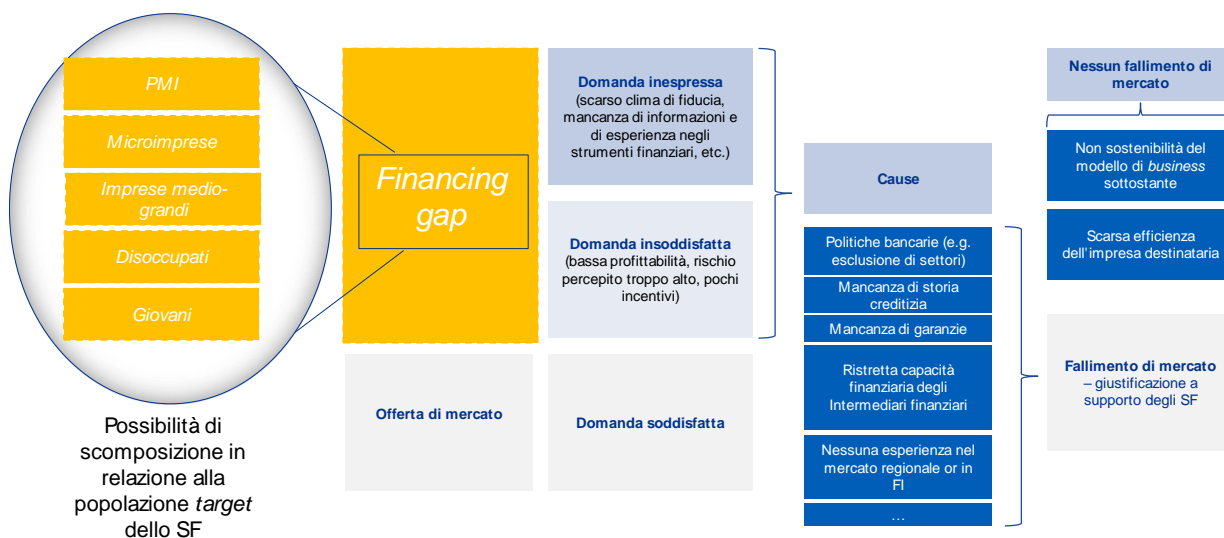 PMI
Microimprese
Imprese medio-
grandi
Disoccupati
Giovani
Possibilità di
scomposizione in
relazione alla
popolazione target
dello SF
Financing
gap
Offerta di mercato
Domanda inespressa
(scarso clima di fiducia,
mancanza di informazioni e
di esperienza negli
strumenti finanziari, etc.)
Domanda insoddisfatta
(bassa profittabilità, rischio
percepito troppo alto, pochi
incentivi)
Domanda soddisfatta
Cause
Politiche bancarie (e.g.
esclusione di settori)
Mancanza di storia
creditizia
Mancanza di garanzie
Ristretta capacità
finanziaria degli
Intermediari finanziari
Nessuna esperienza nel
mercato regionale or in
FI
…
Nessun fallimento di
mercato
Non sostenibilità del
modello di business
sottostante
Scarsa efficienza
dell'impresa destinataria
Fallimento di mercato
– giustificazione a
supporto degli SF